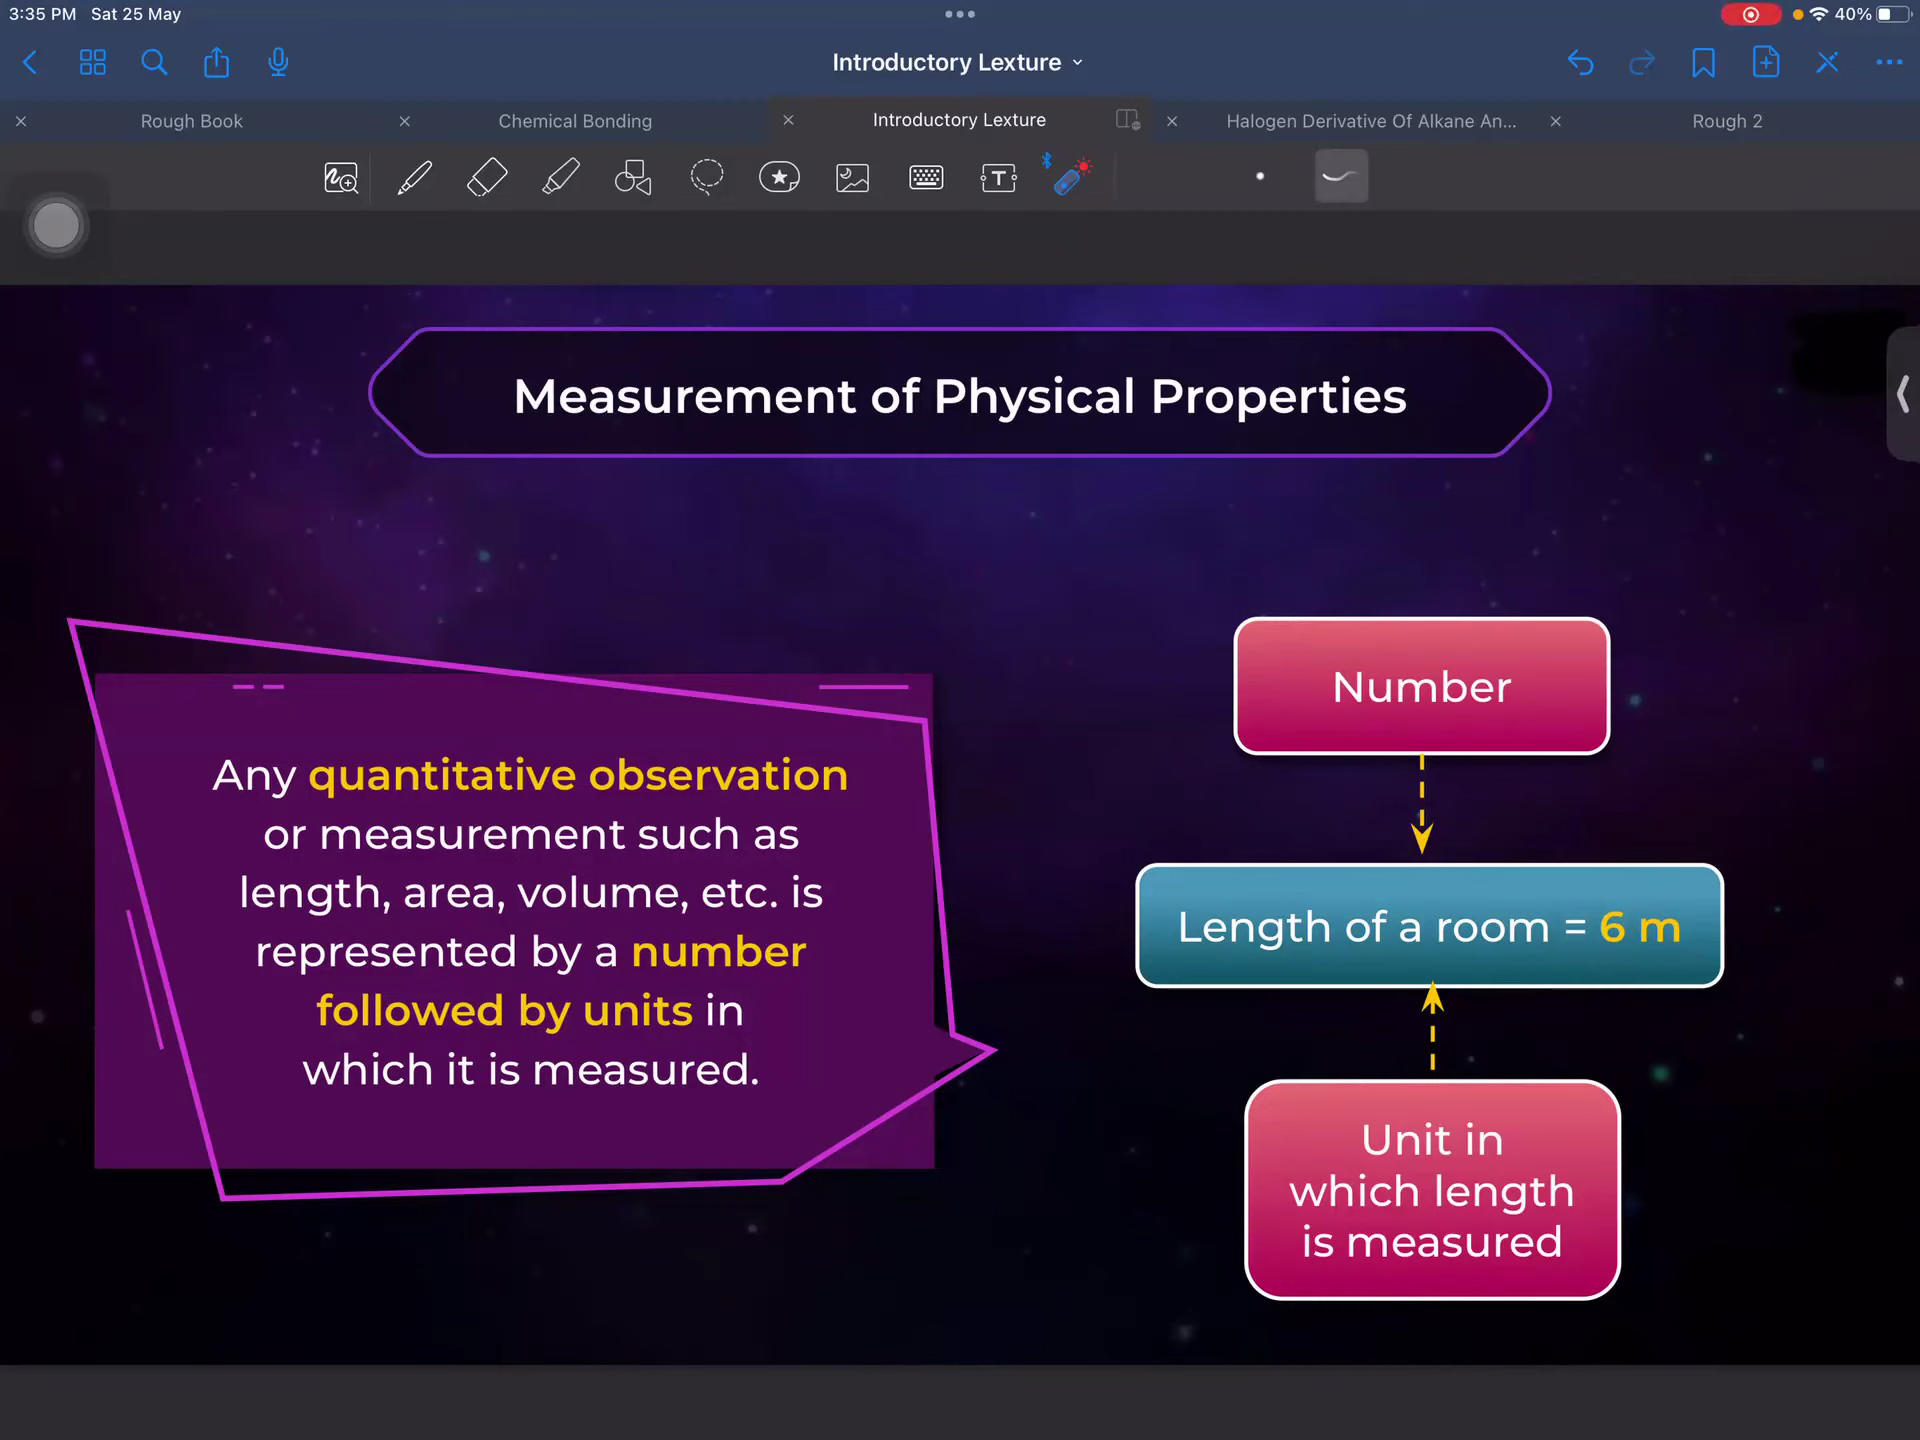 3:35 PM Sat 25 May
40%
Introductory Lexture
Rough Book
Chemical Bonding
Introductory Lexture
Halogen Derivative Of Alkane An...
Rough 2
T
Measurement of Physical Properties
Any quantitative observation
or measurement such as
length, area, volume, etc. is
represented by a number
followed by units in
which it is measured.
Number
Length of a room = 6 m
Unit in
which length
is measured